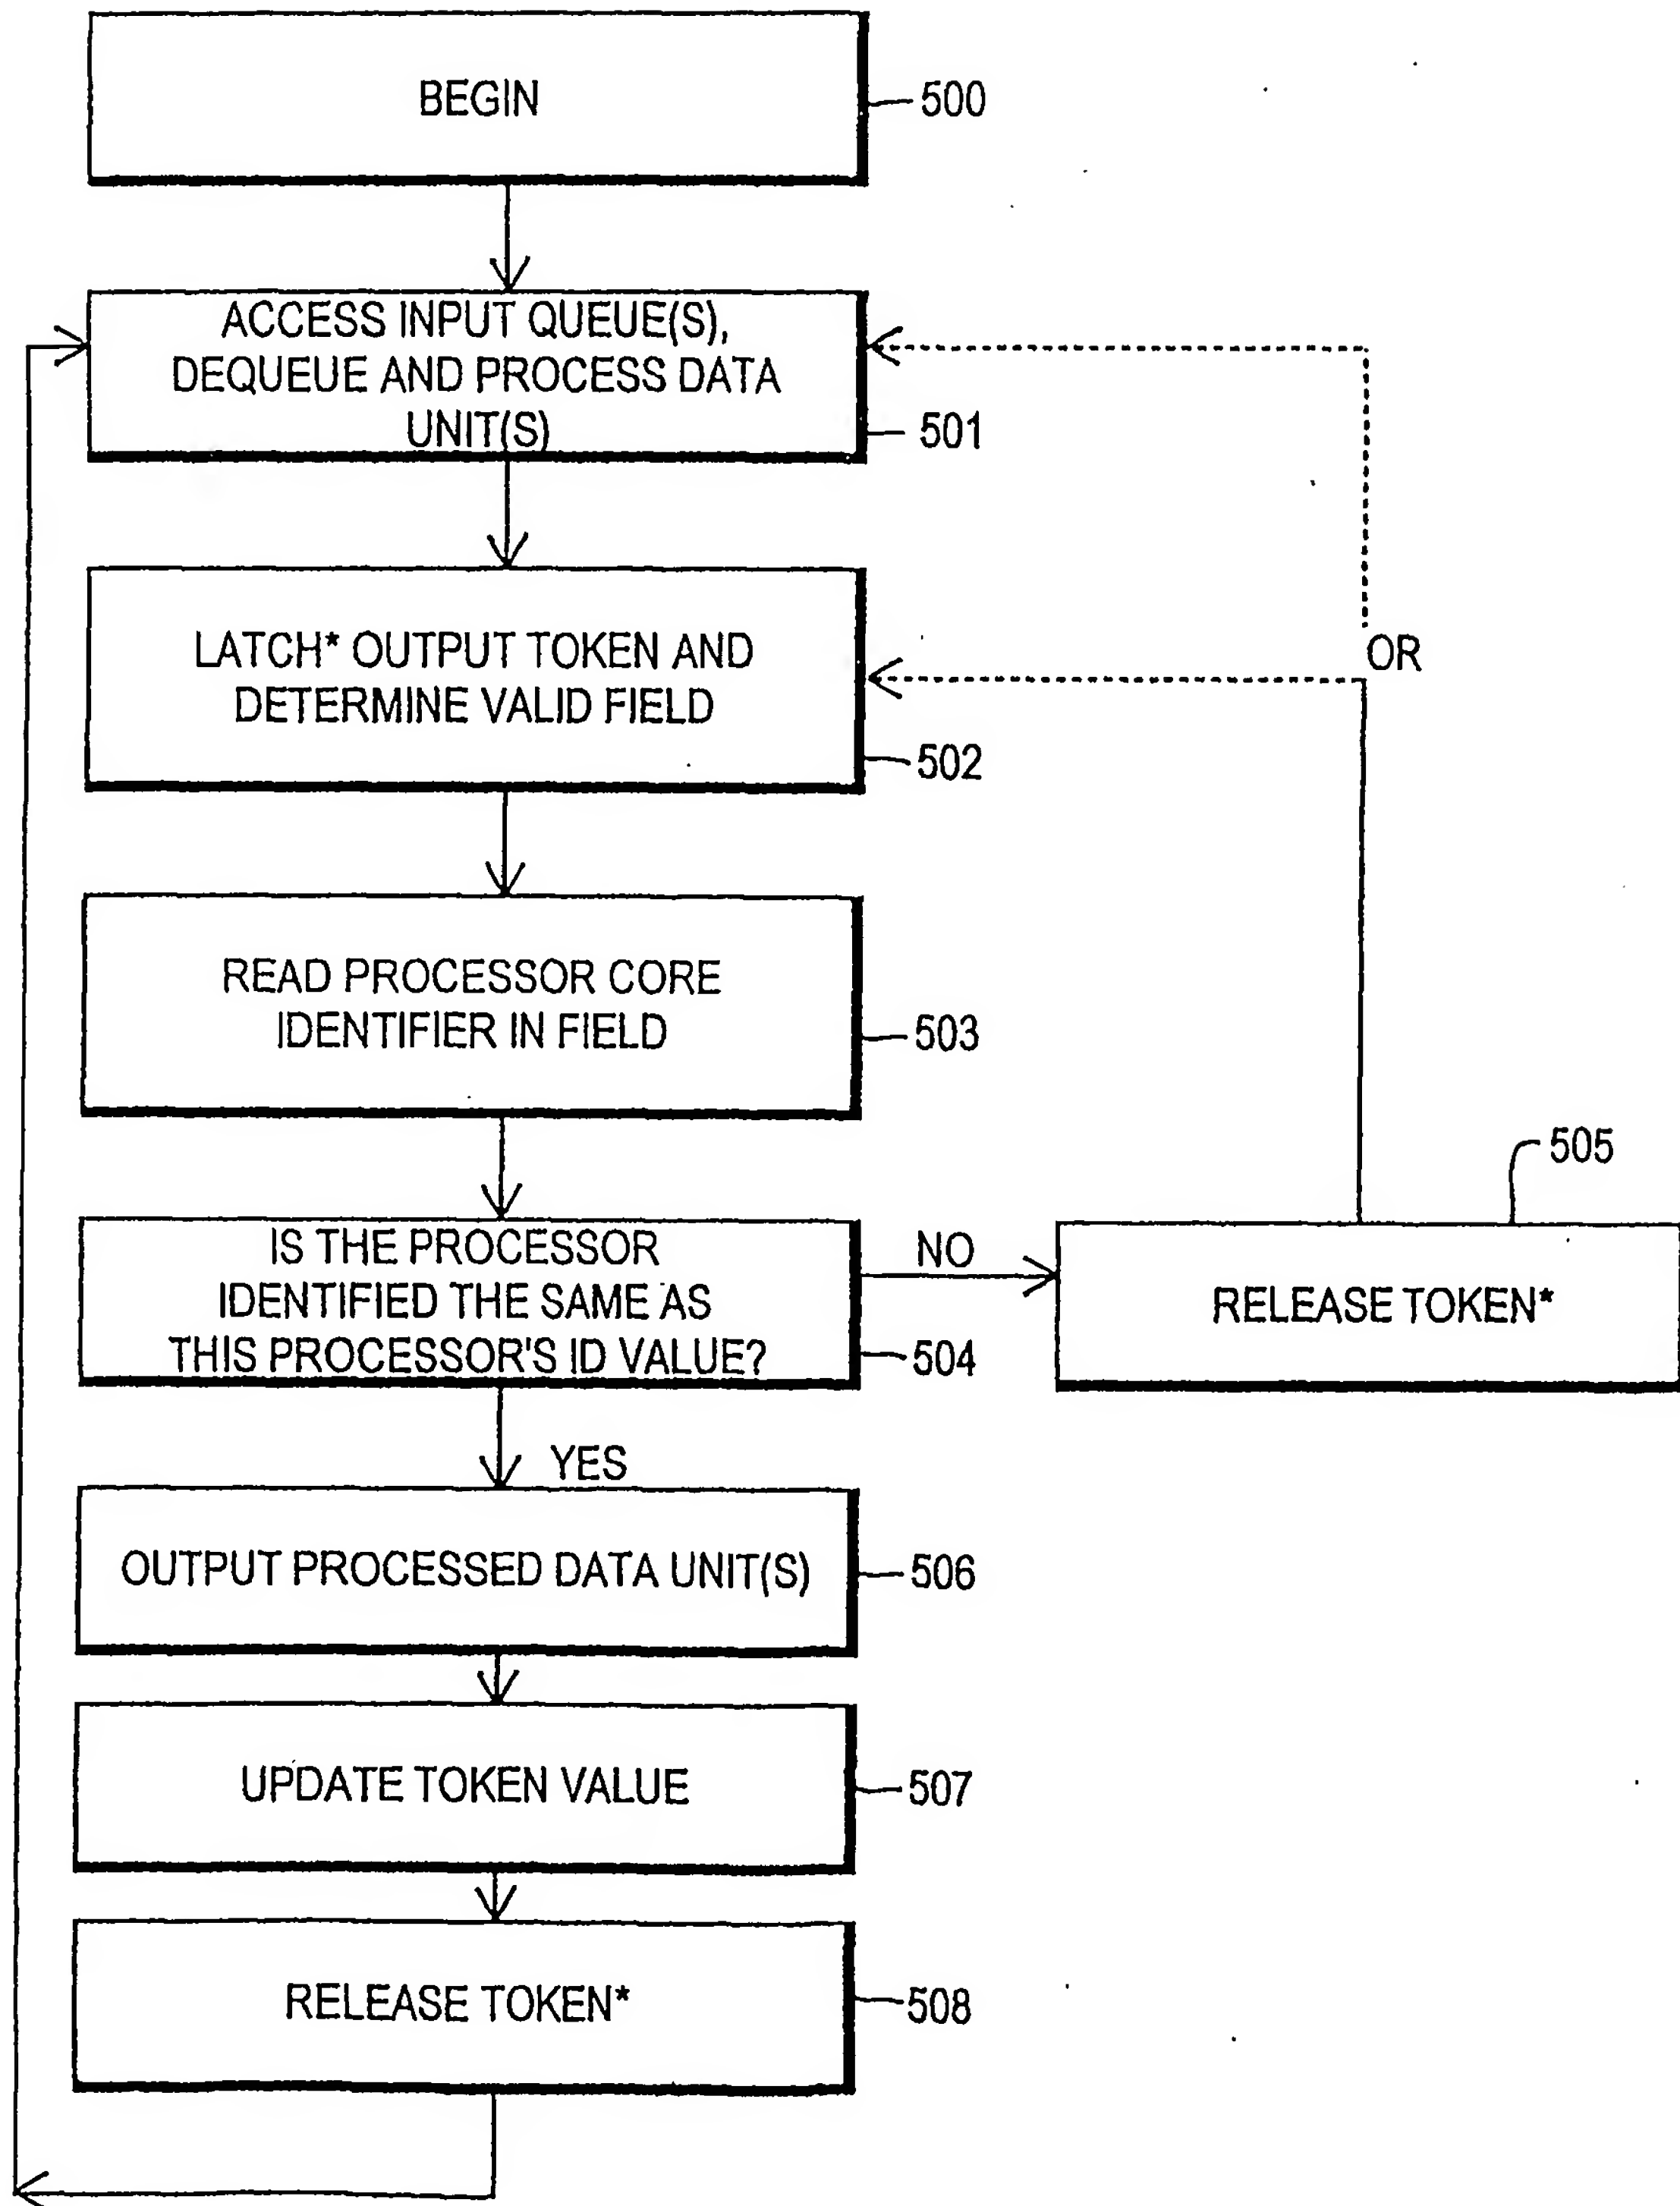 BEGIN
500
ACCESS INPUT QUEUE(S),
DEQUEUE AND PROCESS DATA
UNIT(S)
501
LATCH* OUTPUT TOKEN AND
DETERMINE VALID FIELD
502
OR
READ PROCESSOR CORE
IDENTIFIER IN FIELD
503
IS THE PROCESSOR
IDENTIFIED THE SAME AS
THIS PROCESSOR'S ID VALUE?
504
NO
505
RELEASE TOKEN*
YES
OUTPUT PROCESSED DATA UNIT(S)
506
UPDATE TOKEN VALUE
507
RELEASE TOKEN*
508